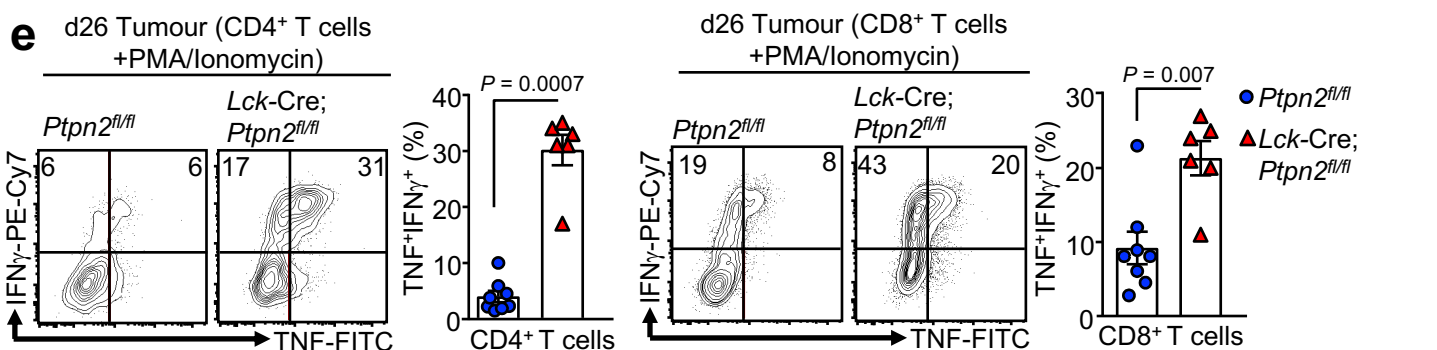 e
d26 Tumour (CD4⁺ T cells
+PMA/Ionomycin)
Ptpn2ᶠˡ/ᶠˡ
Lck-Cre;
Ptpn2ᶠˡ/ᶠˡ
6 6
17 31
IFNγ-PE-Cy7
TNF-FITC
P = 0.0007
TNF⁺IFNγ⁺ (%)
40
30
20
10
0
CD4⁺ T cells
d26 Tumour (CD8⁺ T cells
+PMA/Ionomycin)
Ptpn2ᶠˡ/ᶠˡ
Lck-Cre;
Ptpn2ᶠˡ/ᶠˡ
19 8
43 20
IFNγ-PE-Cy7
TNF-FITC
P = 0.007
TNF⁺IFNγ⁺ (%)
30
20
10
0
CD8⁺ T cells
Ptpn2ᶠˡ/ᶠˡ
Lck-Cre;
Ptpn2ᶠˡ/ᶠˡ